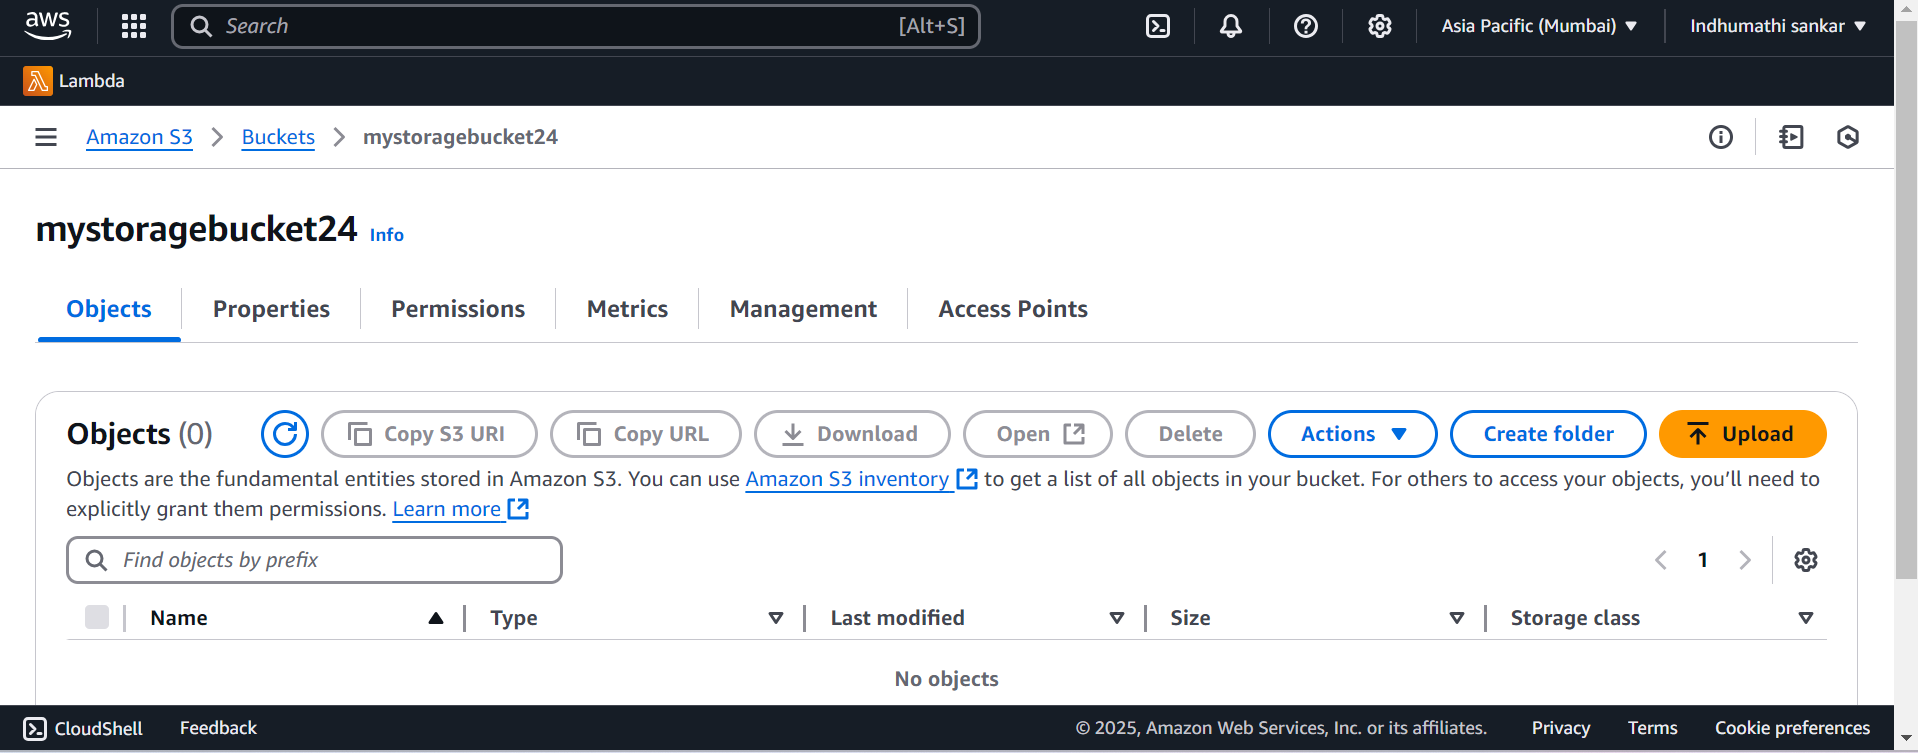 aws Search [Alt+S] Asia Pacific (Mumbai) Indhumathi sankar
Lambda
Amazon S3 Buckets mystoragebucket24
mystoragebucket24 Info
Objects Properties Permissions Metrics Management Access Points
Objects (0) Copy S3 URI Copy URL Download Open Delete Actions Create folder Upload
Objects are the fundamental entities stored in Amazon S3. You can use Amazon S3 inventory to get a list of all objects in your bucket. For others to access your objects, you’ll need to
explicitly grant them permissions. Learn more
Find objects by prefix 1
Name Type Last modified Size Storage class
No objects
CloudShell Feedback © 2025, Amazon Web Services, Inc. or its affiliates. Privacy Terms Cookie preferences